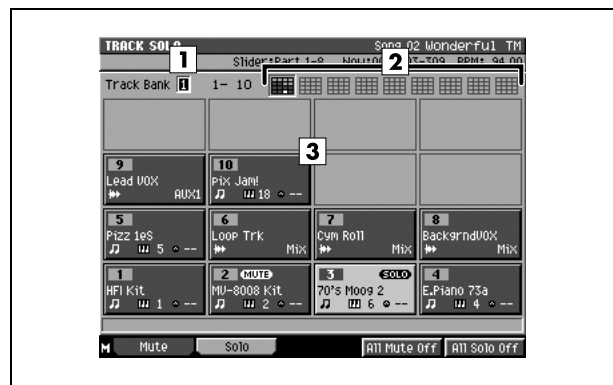 TRACK SOLO
Song 02 Wonderful TM
1
2
Slider:Part 1-8
BPM: 94.00
Track Bank 1 1- 10
3
9
Lead VOX
AUX1
10
Pix Jam!
18 --
5
Pizz 1eS
5 --
6
Loop Trk
Mix
7
Cym Roll
Mix
8
BackgrndVOX
Mix
1
HFI Kit
1 --
2 MUTE
MV-8008 Kit
2 --
3 SOLO
70's Moog 2
6 --
4
E.Piano 73a
4 --
M Mute Solo All Mute Off All Solo Off